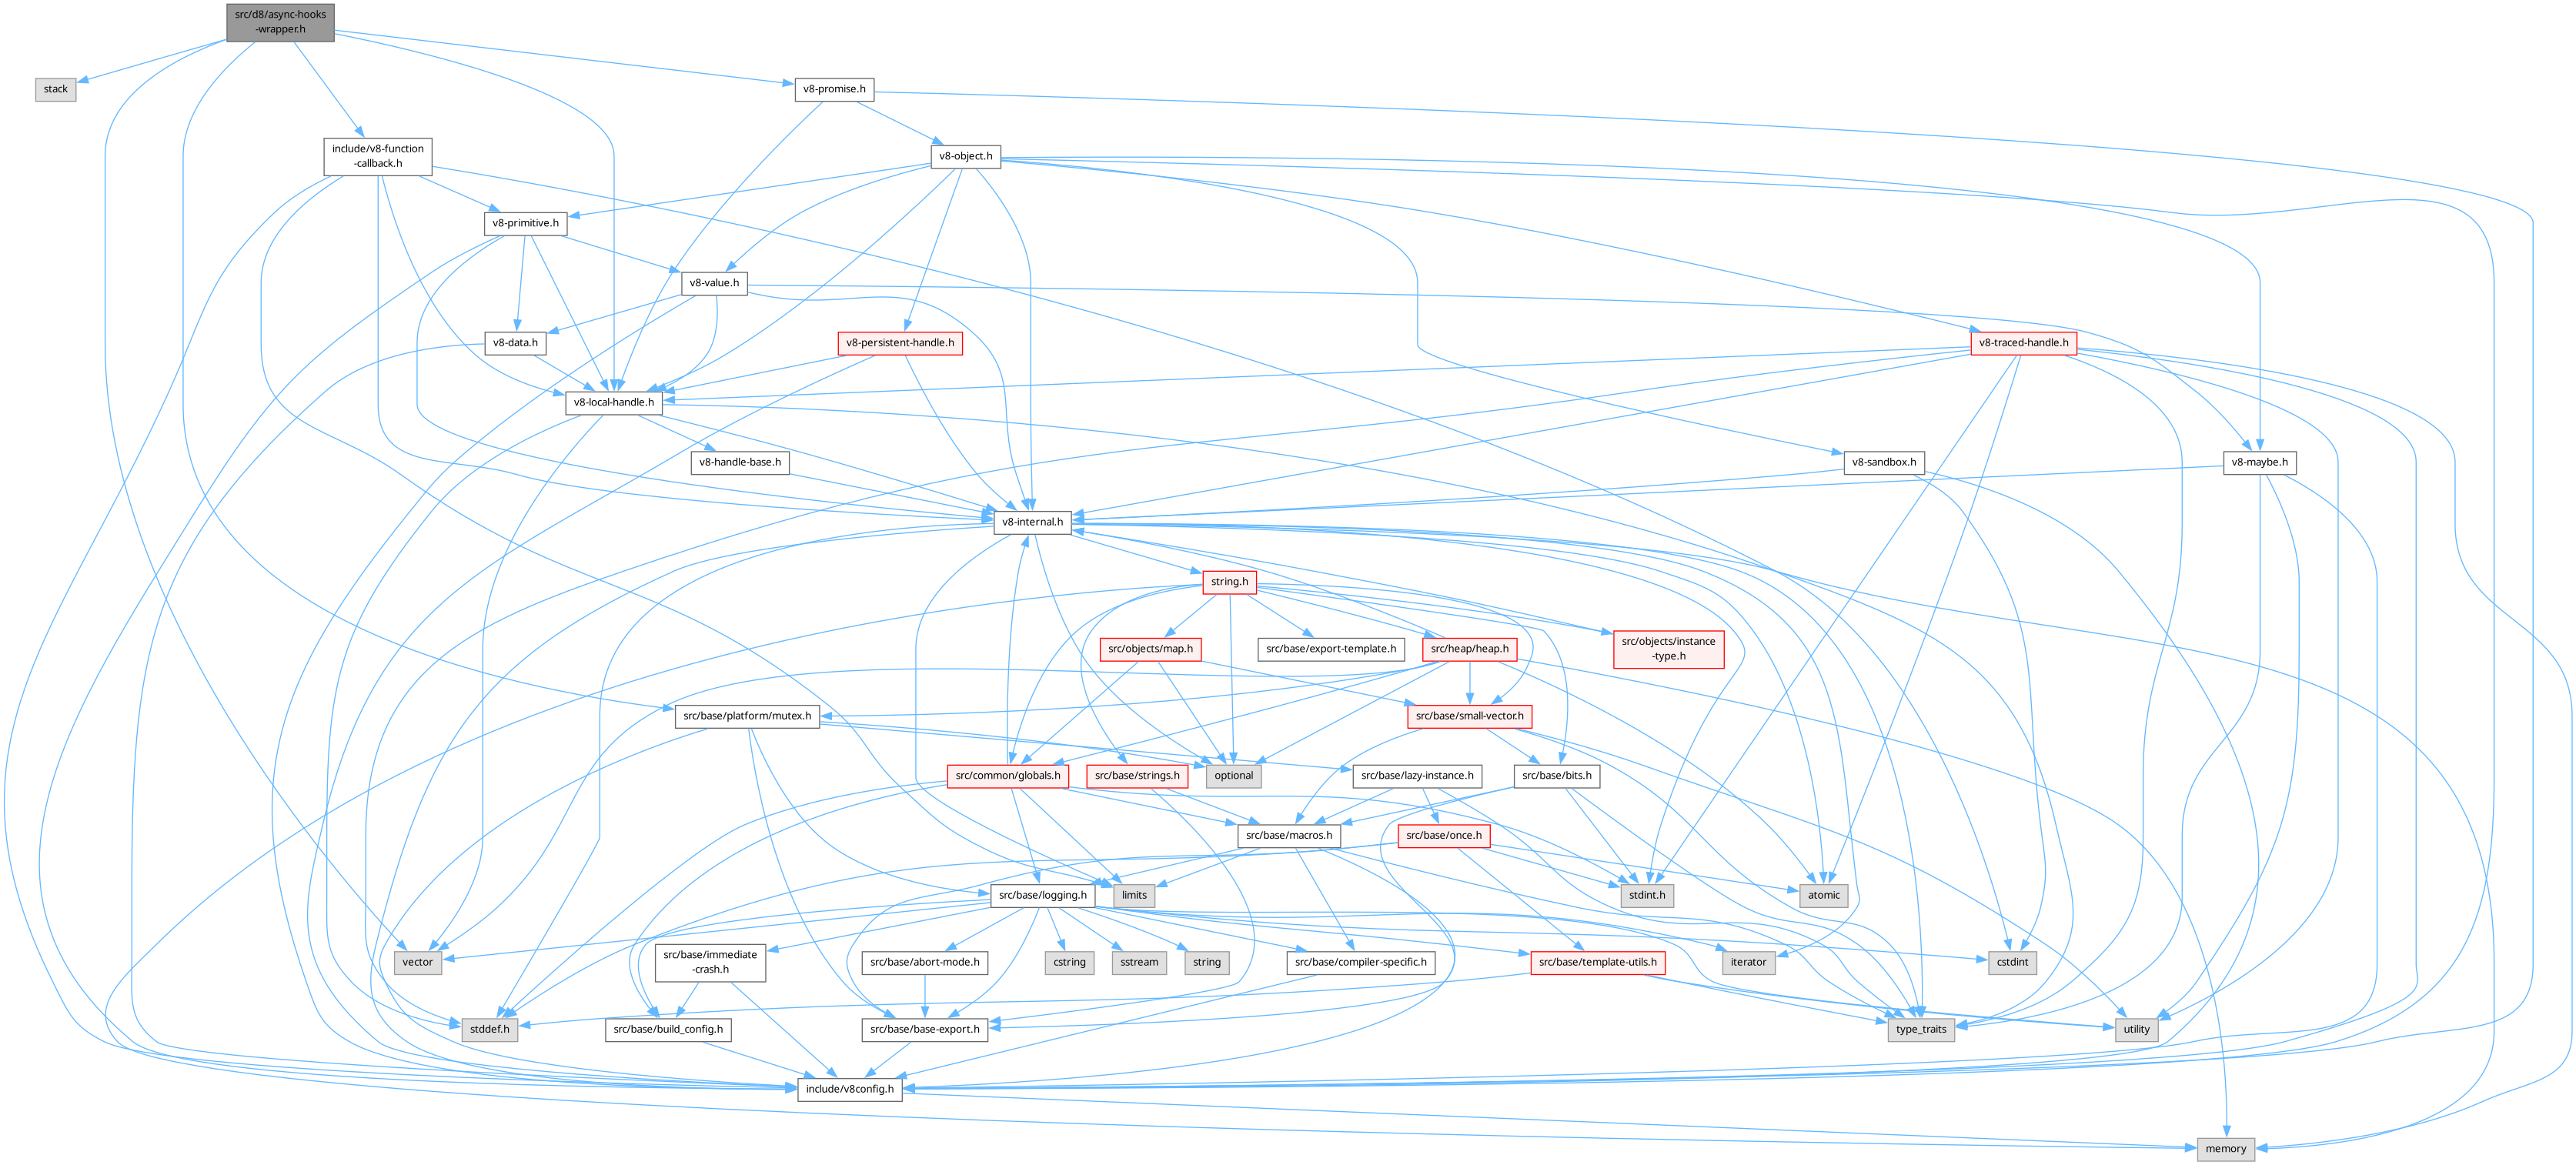 src/d8/async-hooks
-wrapper.h
stack
v8-promise.h
include/v8-function
-callback.h
v8-object.h
v8-primitive.h
v8-value.h
v8-data.h
v8-persistent-handle.h
v8-traced-handle.h
v8-local-handle.h
v8-handle-base.h
v8-sandbox.h
v8-maybe.h
v8-internal.h
string.h
src/objects/map.h
src/base/export-template.h
src/heap/heap.h
src/objects/instance
-type.h
src/base/platform/mutex.h
src/base/small-vector.h
src/common/globals.h
src/base/strings.h
optional
src/base/lazy-instance.h
src/base/bits.h
src/base/macros.h
src/base/once.h
src/base/logging.h
limits
stdint.h
atomic
vector
src/base/immediate
-crash.h
src/base/abort-mode.h
cstring
sstream
string
src/base/compiler-specific.h
src/base/template-utils.h
iterator
cstdint
stddef.h
src/base/build_config.h
src/base/base-export.h
type_traits
utility
include/v8config.h
memory